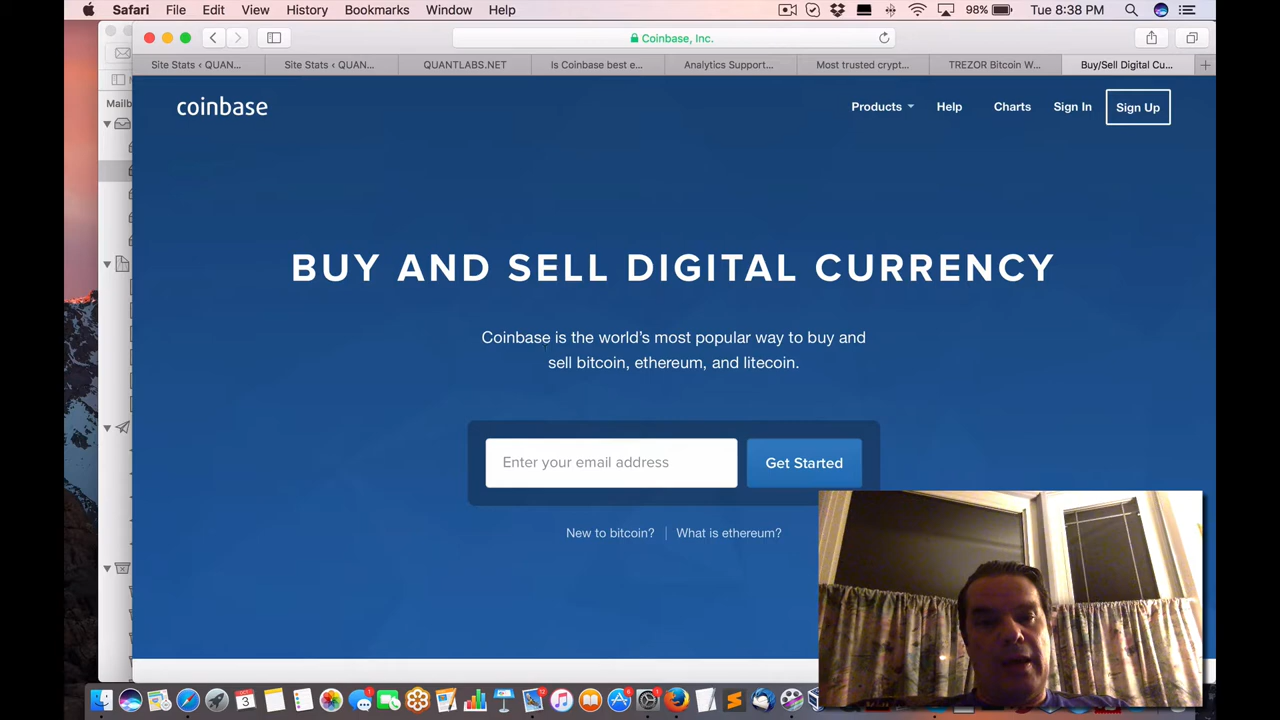 Safari File Edit View History Bookmarks Window Help 98% Tue 8:38 PM
Coinbase, Inc.
Site Stats ‹ QUAN... Site Stats ‹ QUAN... QUANTLABS.NET Is Coinbase best e... Analytics Support... Most trusted crypt... TREZOR Bitcoin W... Buy/Sell Digital Cu...
Mailb
coinbase Products Help Charts Sign In Sign Up
BUY AND SELL DIGITAL CURRENCY
Coinbase is the world's most popular way to buy and
sell bitcoin, ethereum, and litecoin.
Enter your email address Get Started
New to bitcoin? What is ethereum?
3